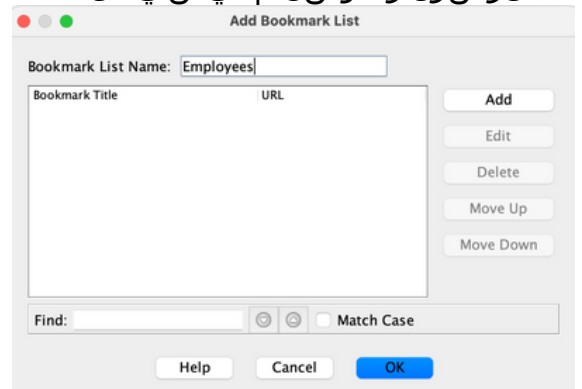 Add Bookmark List
Bookmark List Name: Employees
Bookmark Title URL
Add
Edit
Delete
Move Up
Move Down
Find: Match Case
Help Cancel OK